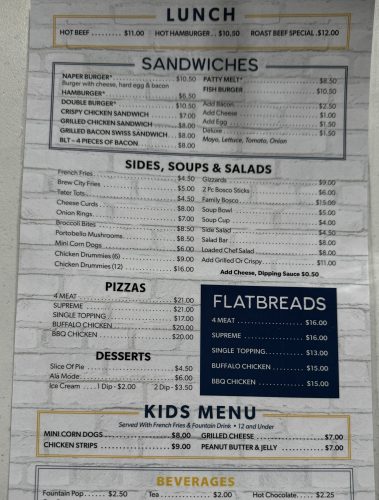 LUNCH
HOT BEEF .......... $11.00 HOT HAMBURGER .. $10.50 ROAST BEEF SPECIAL .$12.00
SANDWICHES
NAPER BURGER* $10.50
Burger with cheese, hard egg & bacon
HAMBURGER* $6.50
DOUBLE BURGER* $10.50
CRISPY CHICKEN SANDWICH $7.00
GRILLED CHICKEN SANDWICH $8.00
GRILLED BACON SWISS SANDWICH $8.00
BLT – 4 PIECES OF BACON $8.00
PATTY MELT* $8.50
FISH BURGER $10.50
Add Bacon $2.50
Add Cheese $1.00
Add Egg $1.50
Deluxe $1.50
Mayo, Lettuce, Tomato, Onion
SIDES, SOUPS & SALADS
French Fries $4.50
Brew City Fries $5.00
Tater Tots $4.50
Cheese Curds $8.00
Onion Rings $7.00
Broccoli Bites $8.50
Portobello Mushrooms $8.50
Mini Corn Dogs $6.00
Chicken Drummies (6) $9.00
Chicken Drummies (12) $16.00
Gizzards $9.00
2 Pc Bosco Sticks $6.00
Family Bosco $15.00
Soup Bowl $5.00
Soup Cup $4.00
Side Salad $4.50
Salad Bar $8.00
Loaded Chef Salad $8.00
Add Grilled Or Crispy $11.00
Add Cheese, Dipping Sauce $0.50
PIZZAS
4 MEAT $21.00
SUPREME $21.00
SINGLE TOPPING $17.00
BUFFALO CHICKEN $20.00
BBQ CHICKEN $20.00
FLATBREADS
4 MEAT $16.00
SUPREME $16.00
SINGLE TOPPING $13.00
BUFFALO CHICKEN $15.00
BBQ CHICKEN $15.00
DESSERTS
Slice Of Pie $4.50
Ala Mode $6.00
Ice Cream 1 Dip - $2.00 2 Dip - $3.50
KIDS MENU
Served With French Fries & Fountain Drink • 12 and Under
MINI CORN DOGS $8.00 GRILLED CHEESE $7.00
CHICKEN STRIPS $9.00 PEANUT BUTTER & JELLY $7.00
BEVERAGES
Fountain Pop $2.50 Tea $2.00 Hot Chocolate $2.25